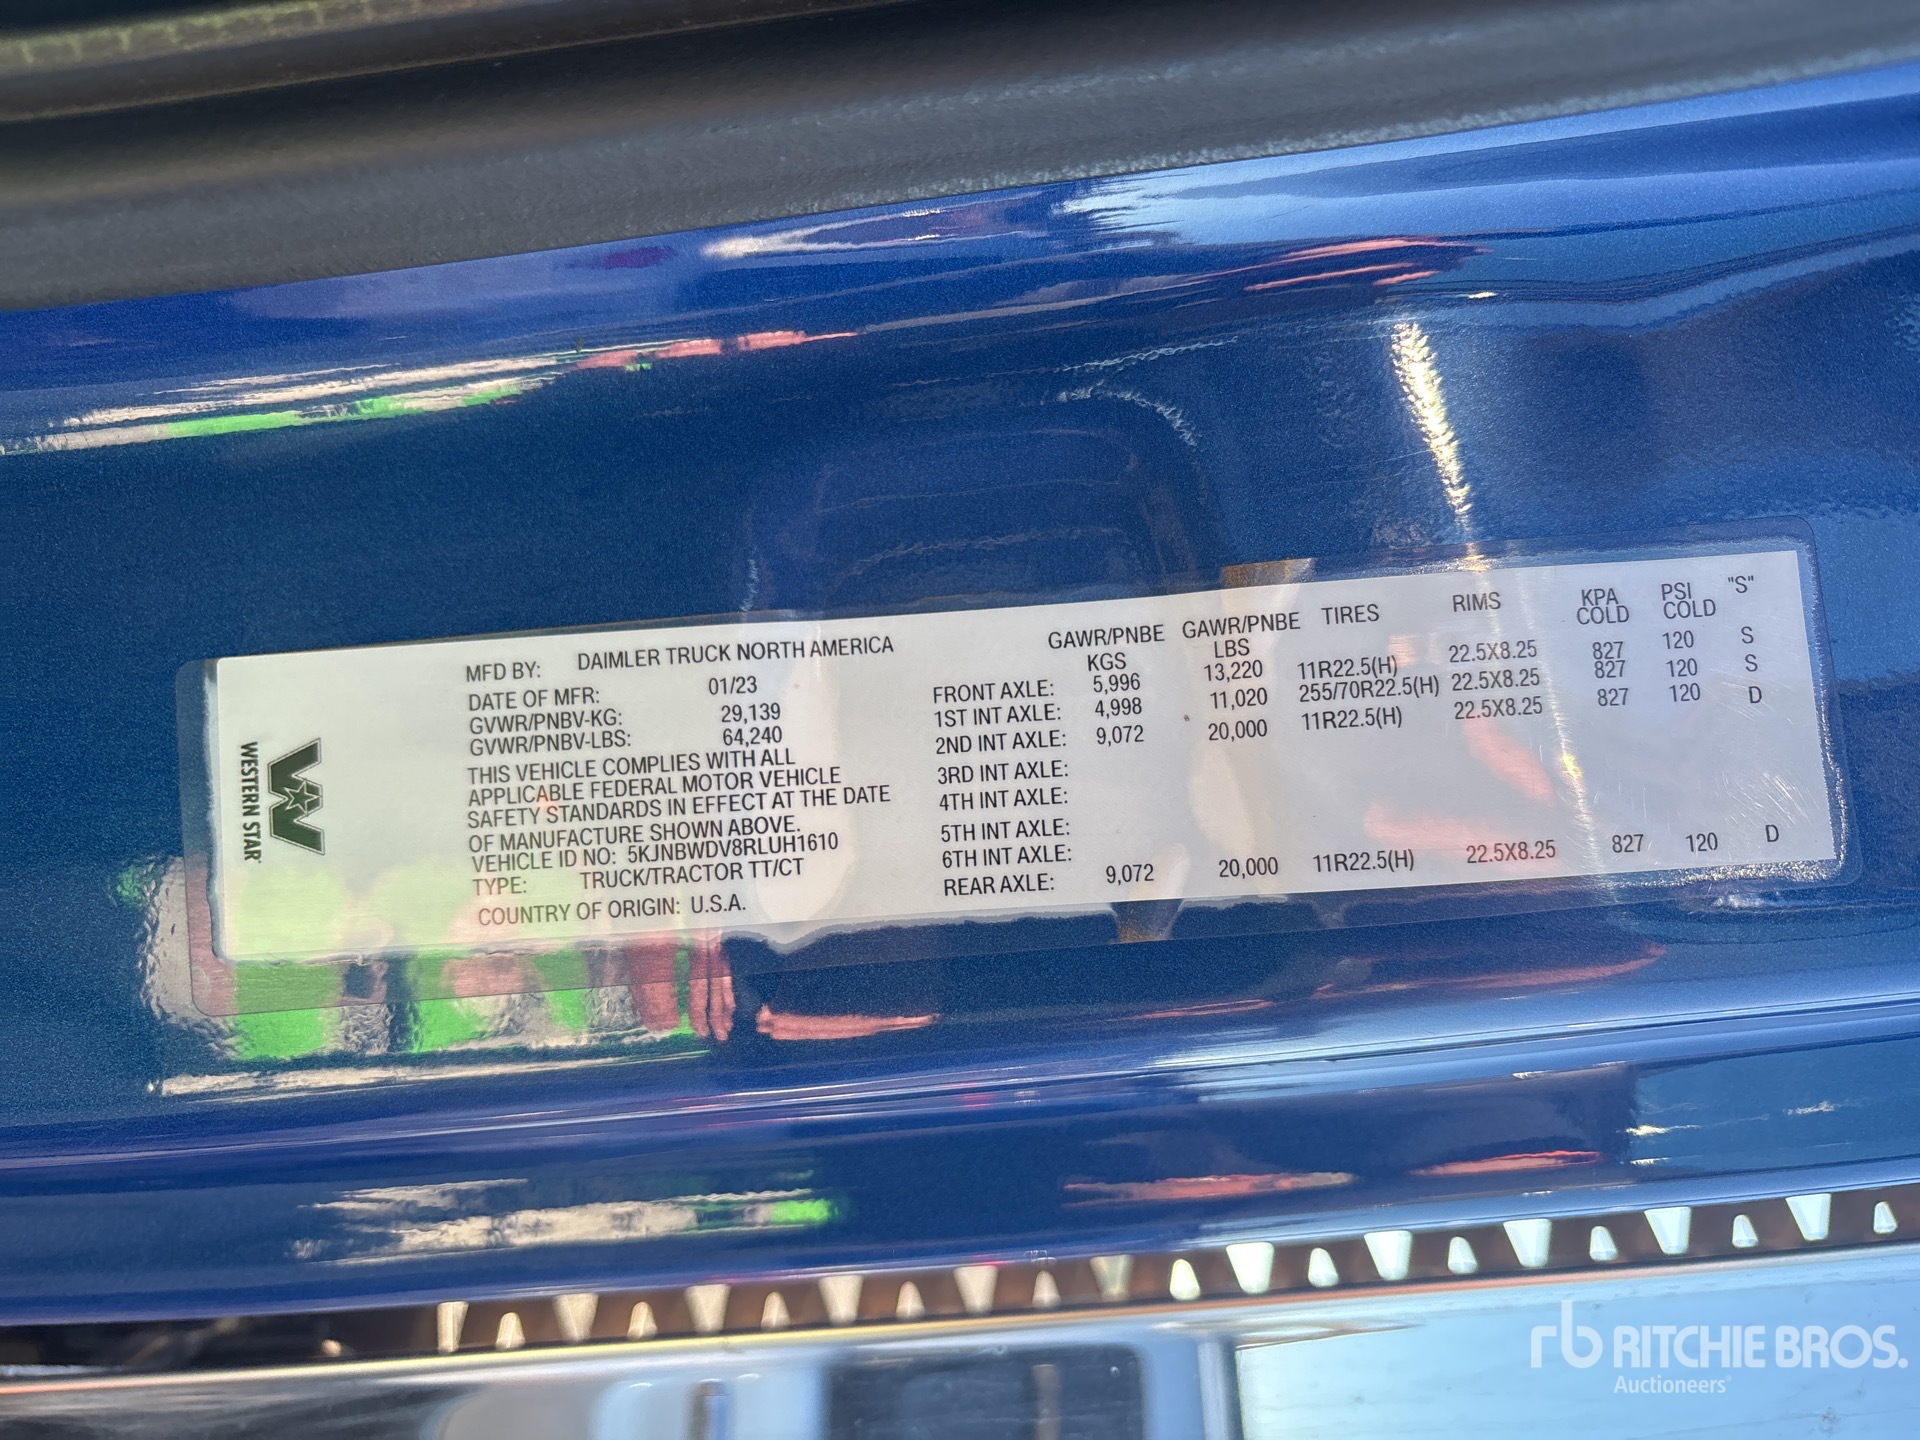 WESTERN STAR
MFD BY: DAIMLER TRUCK NORTH AMERICA
DATE OF MFR: 01/23
GVWR/PNBV-KG: 29,139
GVWR/PNBV-LBS: 64,240
THIS VEHICLE COMPLIES WITH ALL
APPLICABLE FEDERAL MOTOR VEHICLE
SAFETY STANDARDS IN EFFECT AT THE DATE
OF MANUFACTURE SHOWN ABOVE.
VEHICLE ID NO: 5KJNBWDV8RLUH1610
TYPE: TRUCK/TRACTOR TT/CT
COUNTRY OF ORIGIN: U.S.A.
GAWR/PNBE KGS GAWR/PNBE LBS TIRES RIMS KPA COLD PSI COLD "S"
FRONT AXLE: 5,996 13,220 11R22.5(H) 22.5X8.25 827 120 S
1ST INT AXLE: 4,998 11,020 255/70R22.5(H) 22.5X8.25 827 120 S
2ND INT AXLE: 9,072 20,000 11R22.5(H) 22.5X8.25 827 120 D
3RD INT AXLE:
4TH INT AXLE:
5TH INT AXLE:
6TH INT AXLE:
REAR AXLE: 9,072 20,000 11R22.5(H) 22.5X8.25 827 120 D
rb RITCHIE BROS.
Auctioneers